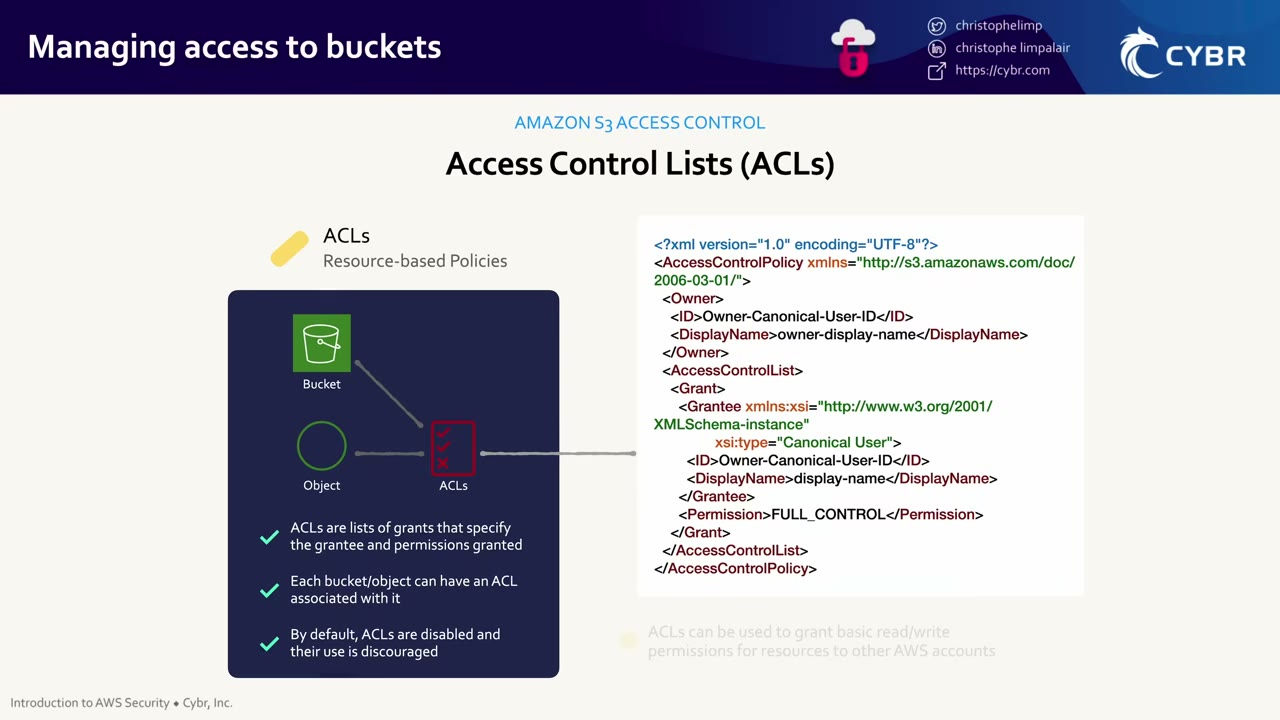 Managing access to buckets
christophelimp
christophe limpalair
https://cybr.com
CYBR
AMAZON S3 ACCESS CONTROL
Access Control Lists (ACLs)
ACLs
Resource-based Policies
Bucket
Object
ACLs
ACLs are lists of grants that specify
the grantee and permissions granted
Each bucket/object can have an ACL
associated with it
By default, ACLs are disabled and
their use is discouraged
<?xml version="1.0" encoding="UTF-8"?>
<AccessControlPolicy xmlns="http://s3.amazonaws.com/doc/
2006-03-01/">
<Owner>
<ID>Owner-Canonical-User-ID</ID>
<DisplayName>owner-display-name</DisplayName>
</Owner>
<AccessControlList>
<Grant>
<Grantee xmlns:xsi="http://www.w3.org/2001/
XMLSchema-instance"
xsi:type="Canonical User">
<ID>Owner-Canonical-User-ID</ID>
<DisplayName>display-name</DisplayName>
</Grantee>
<Permission>FULL_CONTROL</Permission>
</Grant>
</AccessControlList>
</AccessControlPolicy>
ACLs can be used to grant basic read/write
permissions for resources to other AWS accounts
Introduction to AWS Security ◆ Cybr, Inc.